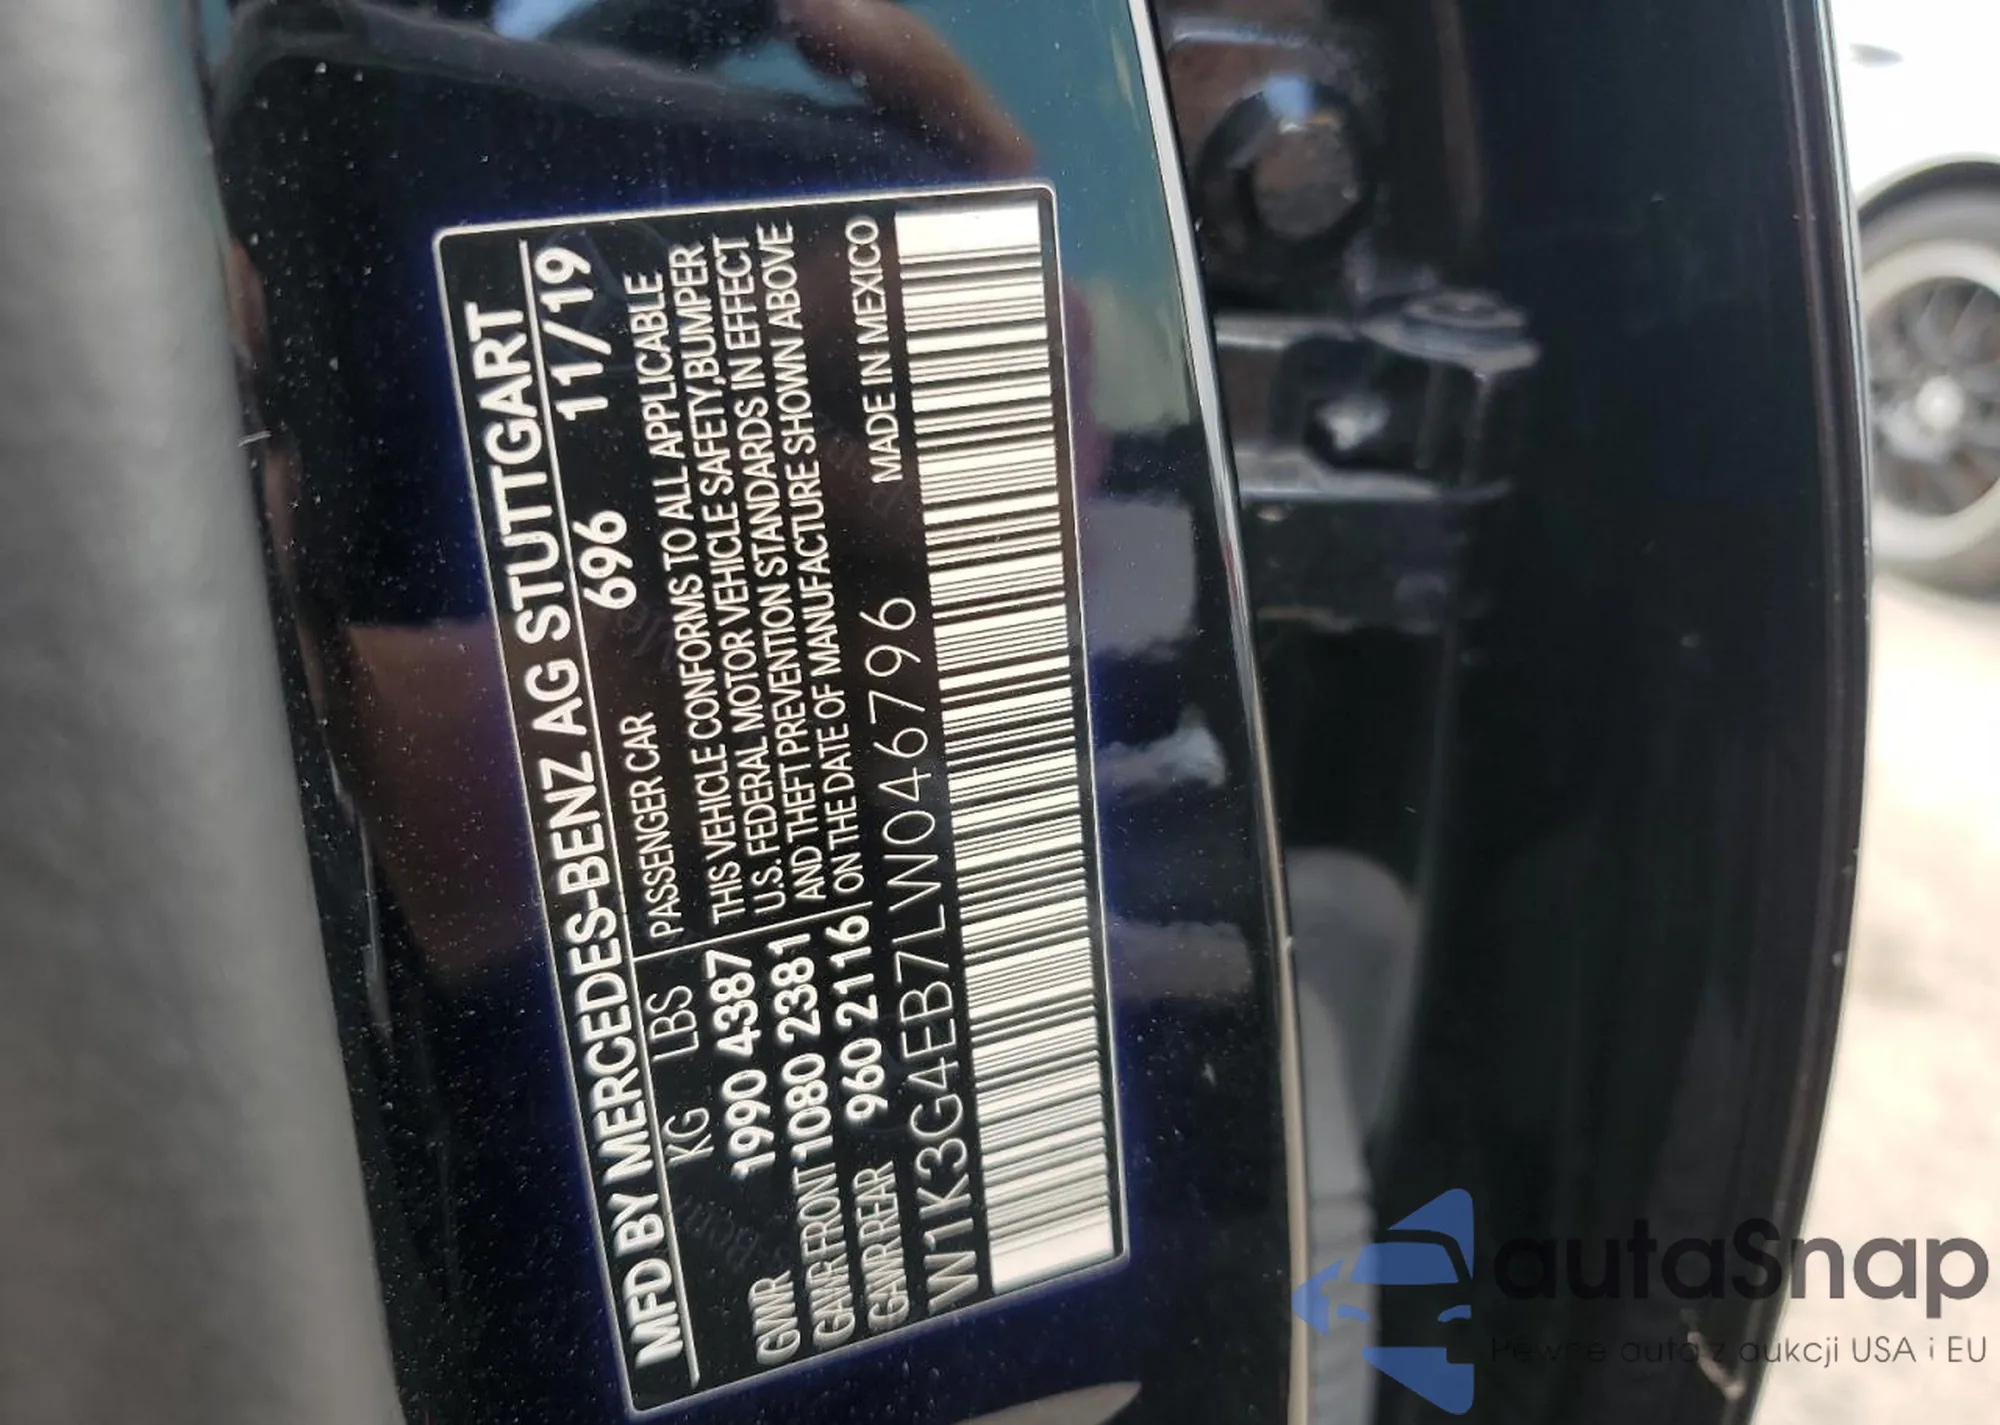 MFD BY MERCEDES-BENZ AG STUTTGART
696 11/19
KG LBS PASSENGER CAR
GVWR 1990 4387
GAWR FRONT 1080 2381
GAWR REAR 960 2116
THIS VEHICLE CONFORMS TO ALL APPLICABLE
U.S. FEDERAL MOTOR VEHICLE SAFETY,BUMPER
AND THEFT PREVENTION STANDARDS IN EFFECT
ON THE DATE OF MANUFACTURE SHOWN ABOVE
W1K3G4EB7LW046796 MADE IN MEXICO
autaSnap
Pewne auta z aukcji USA i EU